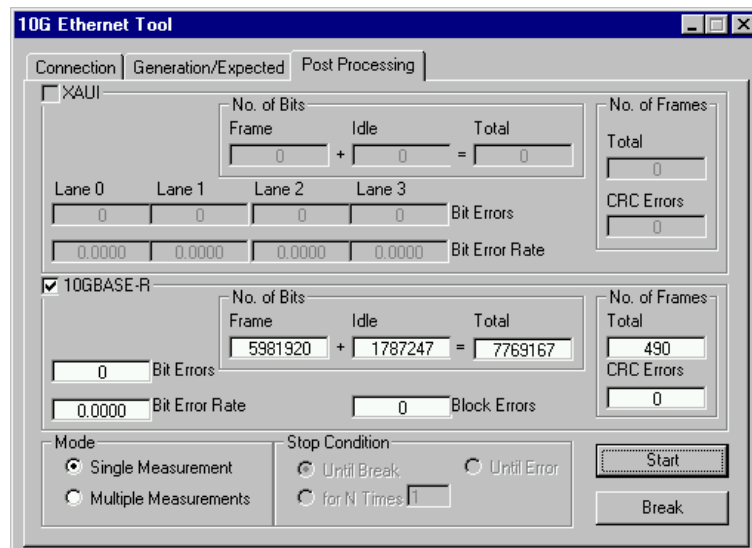 10G Ethernet Tool
Connection Generation/Expected Post Processing
XAUI
No. of Bits
No. of Frames
Frame Idle Total
Total
0 + 0 = 0
0
Lane 0 Lane 1 Lane 2 Lane 3
CRC Errors
0 0 0 0 Bit Errors
0
0.0000 0.0000 0.0000 0.0000 Bit Error Rate
10GBASE-R
No. of Bits
No. of Frames
Frame Idle Total
Total
5981920 + 1787247 = 7769167
490
0 Bit Errors
CRC Errors
0.0000 Bit Error Rate
0 Block Errors
0
Mode
Single Measurement
Multiple Measurements
Stop Condition
Until Break Until Error
for N Times 1
Start
Break